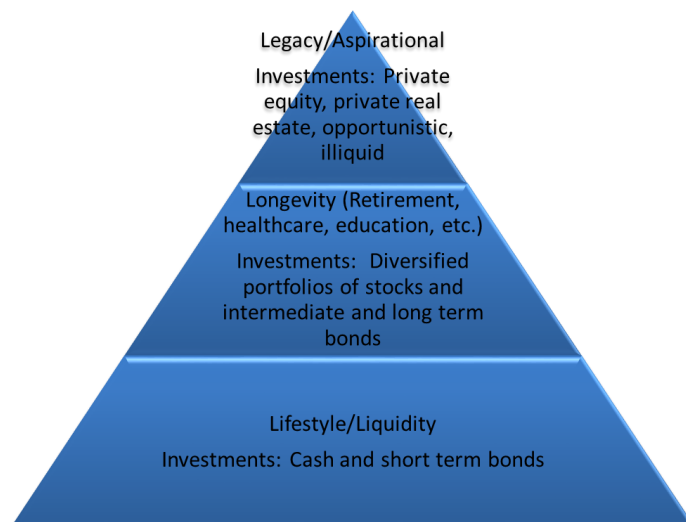 Legacy/Aspirational
Investments: Private
equity, private real
estate, opportunistic,
illiquid
Longevity (Retirement,
healthcare, education, etc.)
Investments: Diversified
portfolios of stocks and
intermediate and long term
bonds
Lifestyle/Liquidity
Investments: Cash and short term bonds